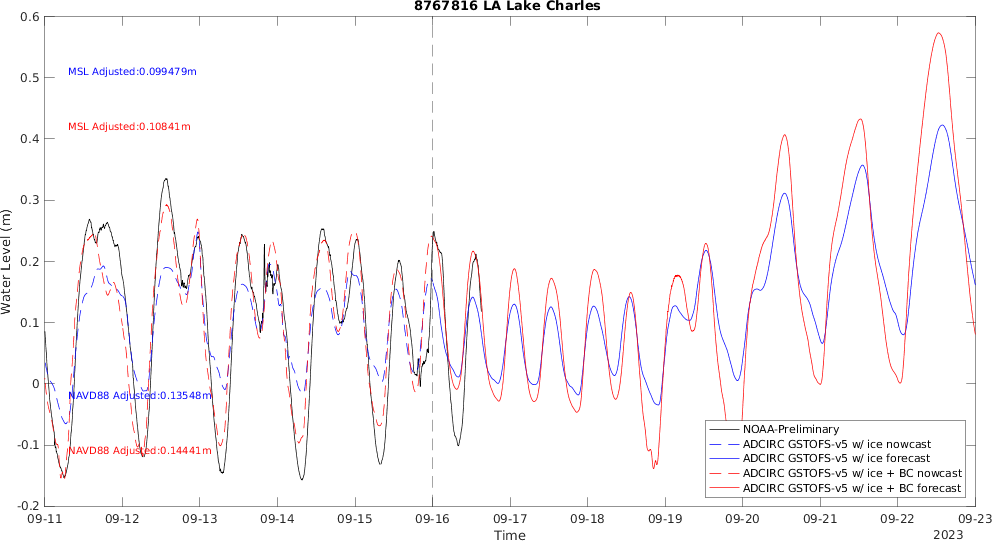 8767816 LA Lake Charles
0.6
0.5
0.4
0.3
0.2
0.1
0
-0.1
-0.2
Water Level (m)
MSL Adjusted:0.099479m
MSL Adjusted:0.10841m
NAVD88 Adjusted:0.13548m
NAVD88 Adjusted:0.14441m
NOAA-Preliminary
ADCIRC GSTOFS-v5 w/ ice nowcast
ADCIRC GSTOFS-v5 w/ ice forecast
ADCIRC GSTOFS-v5 w/ ice + BC nowcast
ADCIRC GSTOFS-v5 w/ ice + BC forecast
09-11 09-12 09-13 09-14 09-15 09-16 09-17 09-18 09-19 09-20 09-21 09-22 09-23
Time
2023